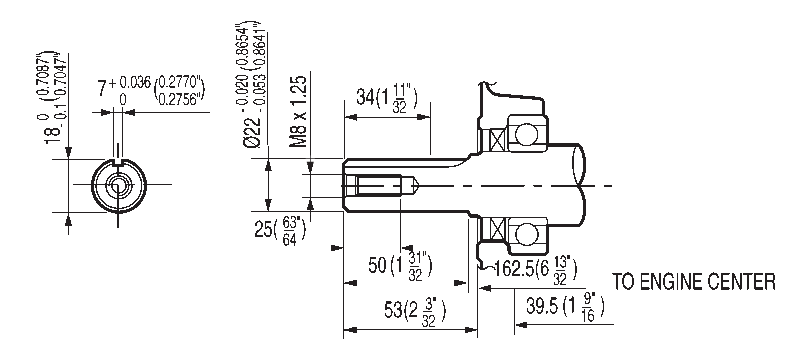 18 0 -0.1 (0.7087" 0.7047")
7 +0.036 0 (0.2770" 0.2756")
Ø22 -0.020 -0.053 (0.8654" 0.8641")
M8 x 1.25
34(1 11/32")
25(63/64")
50(1 31/32")
53(2 3/32")
162.5(6 13/32")
39.5(1 9/16")
TO ENGINE CENTER